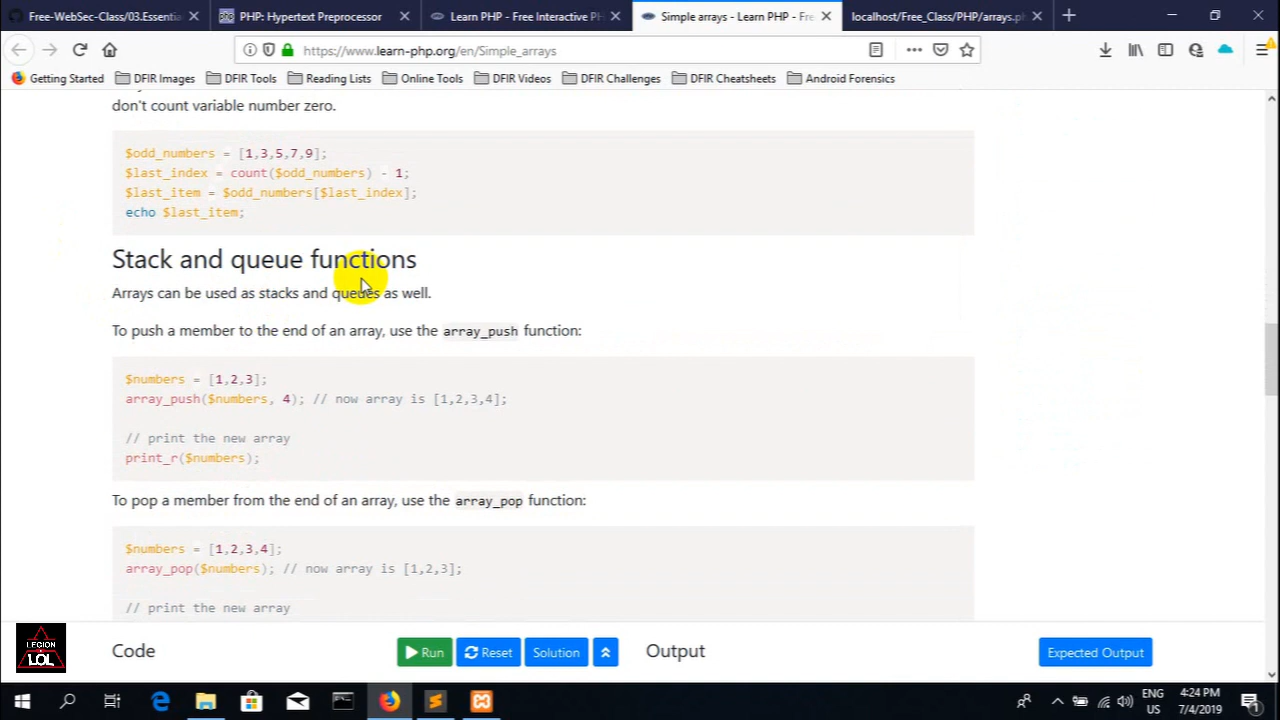 Free-WebSec-Class/03.Essentia
PHP: Hypertext Preprocessor
Learn PHP - Free Interactive PH
Simple arrays - Learn PHP - Fre
localhost/Free_Class/PHP/arrays.ph
https://www.learn-php.org/en/Simple_arrays
Getting Started
DFIR Images
DFIR Tools
Reading Lists
Online Tools
DFIR Videos
DFIR Challenges
DFIR Cheatsheets
Android Forensics
don't count variable number zero.
$odd_numbers = [1,3,5,7,9];
$last_index = count($odd_numbers) - 1;
$last_item = $odd_numbers[$last_index];
echo $last_item;
Stack and queue functions
Arrays can be used as stacks and queues as well.
To push a member to the end of an array, use the array_push function:
$numbers = [1,2,3];
array_push($numbers, 4); // now array is [1,2,3,4];
// print the new array
print_r($numbers);
To pop a member from the end of an array, use the array_pop function:
$numbers = [1,2,3,4];
array_pop($numbers); // now array is [1,2,3];
// print the new array
Code
Run
Reset
Solution
Output
Expected Output
LEGION
LOL
ENG
US
4:24 PM
7/4/2019
1